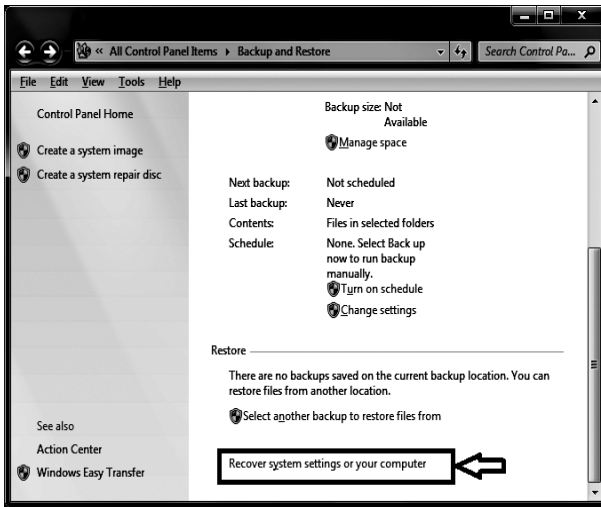 « All Control Panel Items ▸ Backup and Restore
Search Control Pa...
File Edit View Tools Help
Control Panel Home
Create a system image
Create a system repair disc
See also
Action Center
Windows Easy Transfer
Backup size: Not
Available
Manage space
Next backup: Not scheduled
Last backup: Never
Contents: Files in selected folders
Schedule: None. Select Back up
now to run backup
manually.
Turn on schedule
Change settings
Restore
There are no backups saved on the current backup location. You can
restore files from another location.
Select another backup to restore files from
Recover system settings or your computer